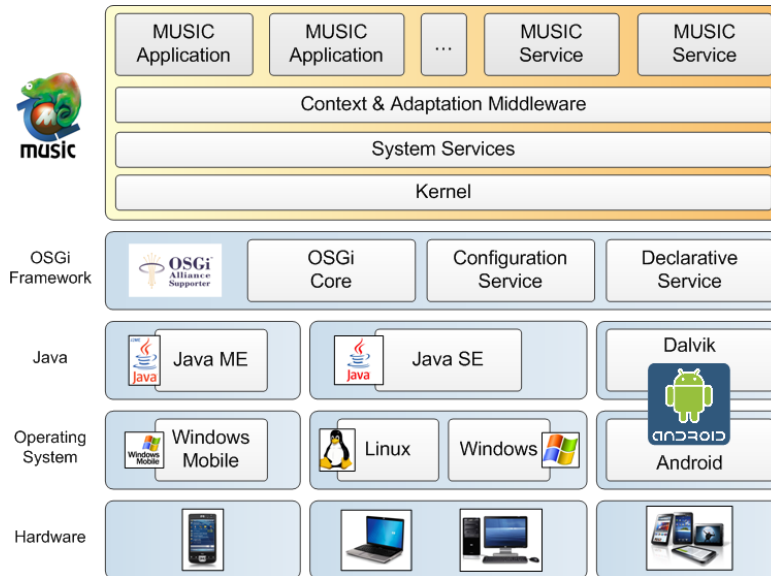 MUSIC
Application
MUSIC
Application
...
MUSIC
Service
MUSIC
Service
Context & Adaptation Middleware
music
System Services
Kernel
OSGi
Framework
OSGi
Alliance
Supporter
OSGi
Core
Configuration
Service
Declarative
Service
Java
Java
Java ME
Java
Java SE
Dalvik
ANDROID
Operating
System
Windows
Mobile
Windows
Mobile
Linux
Windows
Android
Hardware